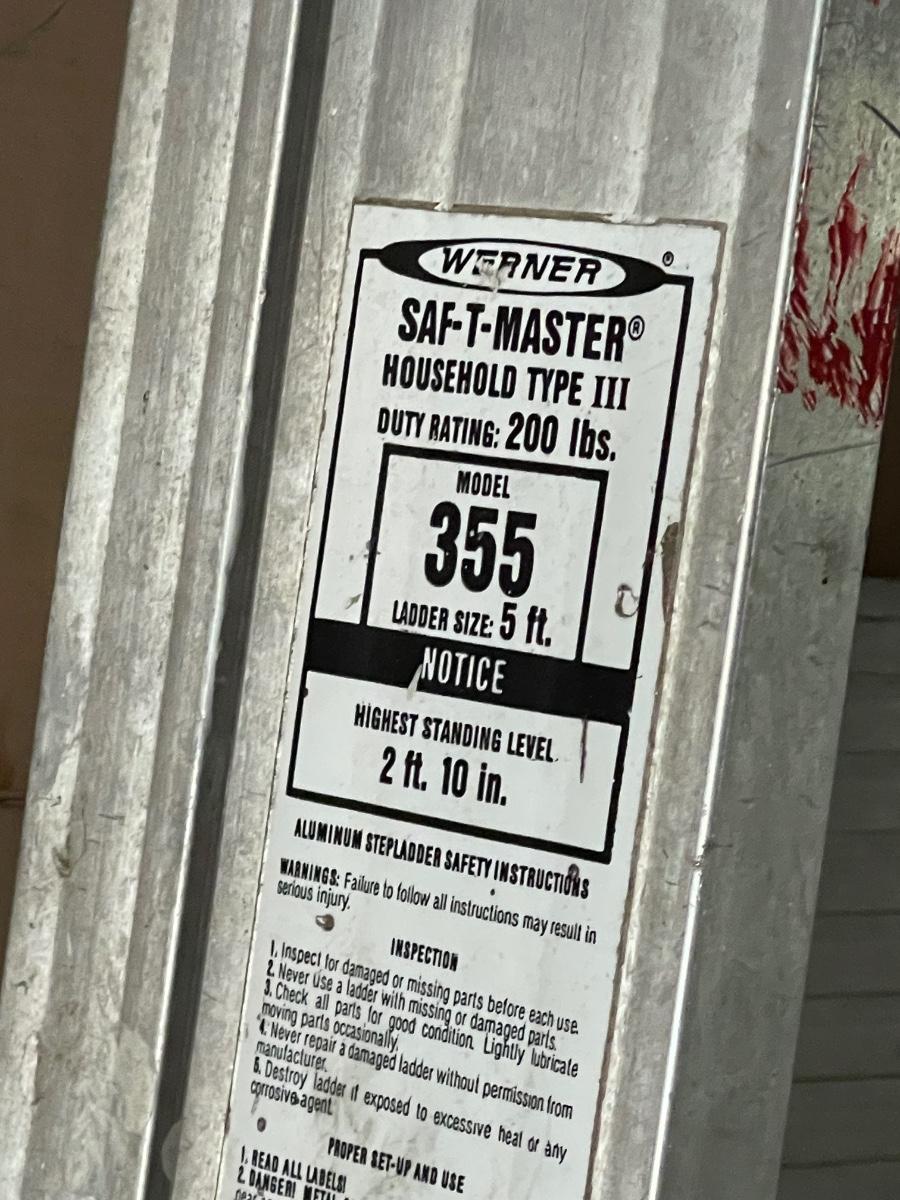 WERNER ®
SAF-T-MASTER®
HOUSEHOLD TYPE III
DUTY RATING: 200 lbs.
MODEL
355
LADDER SIZE: 5 ft.
NOTICE
HIGHEST STANDING LEVEL
2 ft. 10 in.
ALUMINUM STEPLADDER SAFETY INSTRUCTIONS
WARNINGS: Failure to follow all instructions may result in
serious injury.
INSPECTION
1. Inspect for damaged or missing parts before each use.
2. Never use a ladder with missing or damaged parts.
3. Check all parts for good condition. Lightly lubricate
moving parts occasionally.
4. Never repair a damaged ladder without permission from
manufacturer.
5. Destroy ladder if exposed to excessive heat or any
corrosive agent.
PROPER SET-UP AND USE
1. READ ALL LABELS!
2. DANGER! METAL